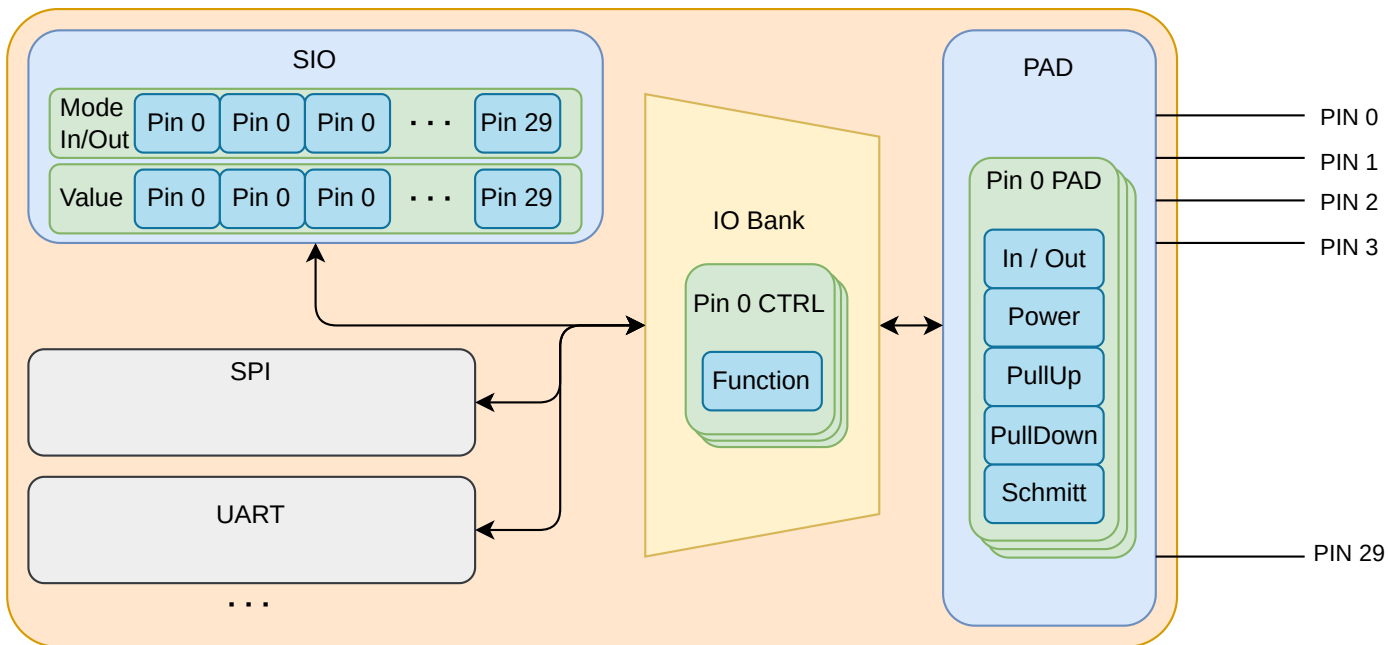 SIO
Mode
In/Out
Pin 0 Pin 0 Pin 0 · · · Pin 29
Value Pin 0 Pin 0 Pin 0 · · · Pin 29
SPI
UART
· · ·
IO Bank
Pin 0 CTRL
Function
PAD
Pin 0 PAD
In / Out
Power
PullUp
PullDown
Schmitt
PIN 0
PIN 1
PIN 2
PIN 3
PIN 29